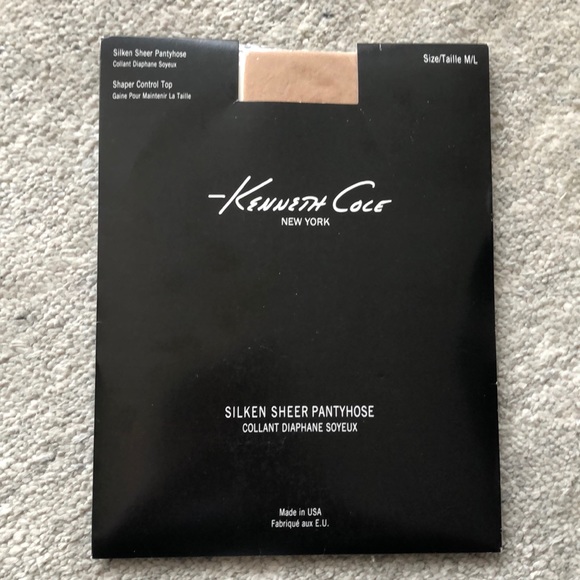 Silken Sheer Pantyhose
Collant Diaphane Soyeux
Shaper Control Top
Gaine Pour Maintenir La Taille
Size/Taille M/L
KENNETH COLE
NEW YORK
SILKEN SHEER PANTYHOSE
COLLANT DIAPHANE SOYEUX
Made in USA
Fabriqué aux E.U.